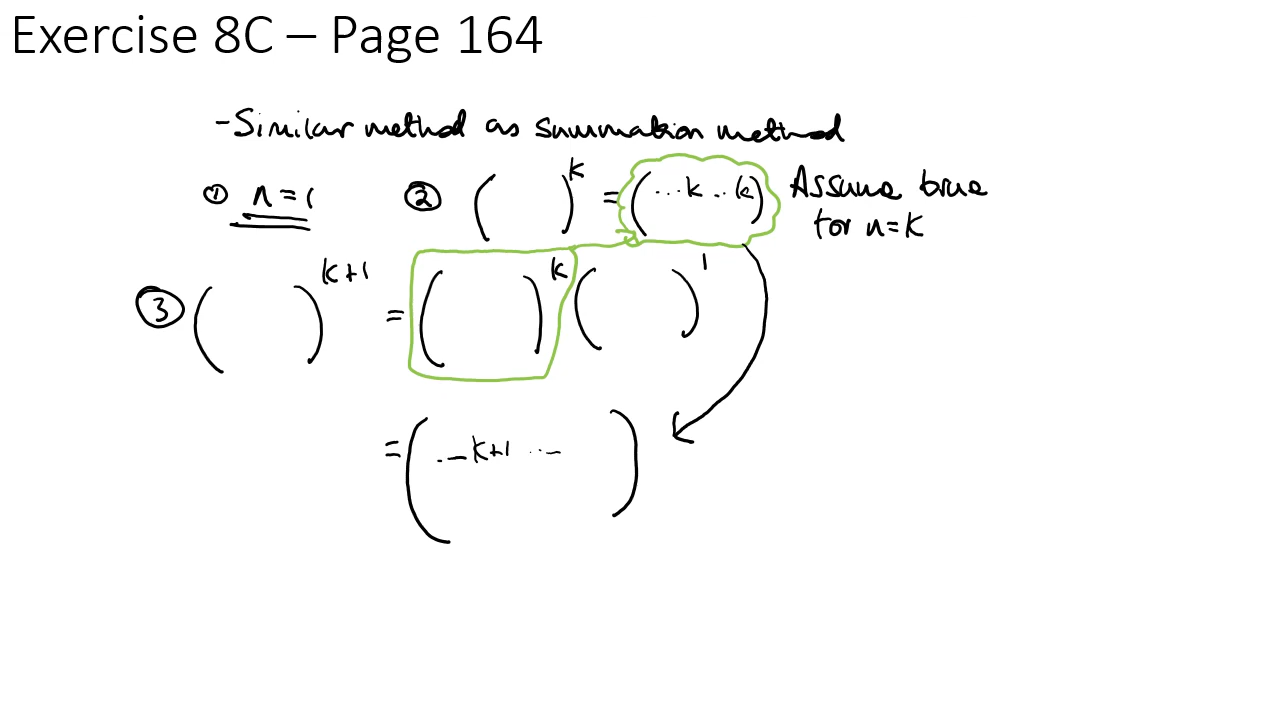 Exercise 8C – Page 164
- Similar method as summation method
① n = 1 ② ( )^k = (...k ..k) Assume true
for n = k
③ ( )^k+1 = ( )^k ( )^1
= (...k+1 ...)